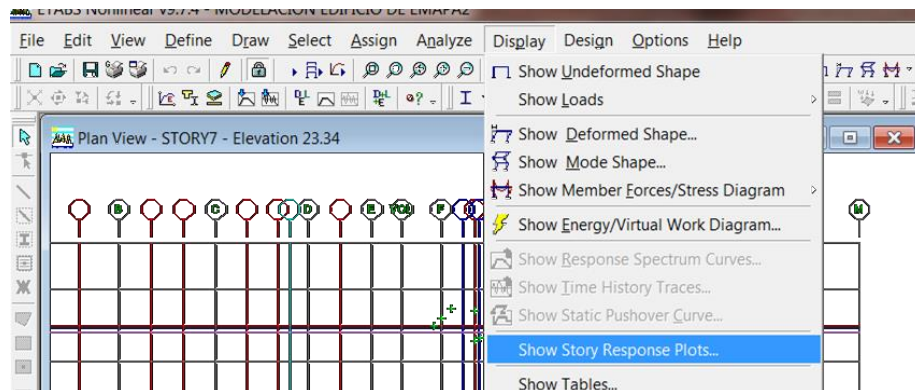 ETABS Nonlinear v9.7.4 - MODELACION EDIFICIO DE EMAPA2
File Edit View Define Draw Select Assign Analyze Display Design Options Help
Show Undeformed Shape
Show Loads
Plan View - STORY7 - Elevation 23.34
Show Deformed Shape...
Show Mode Shape...
Show Member Forces/Stress Diagram
Show Energy/Virtual Work Diagram...
Show Response Spectrum Curves...
Show Time History Traces...
Show Static Pushover Curve...
Show Story Response Plots...
Show Tables...
B C D E F M